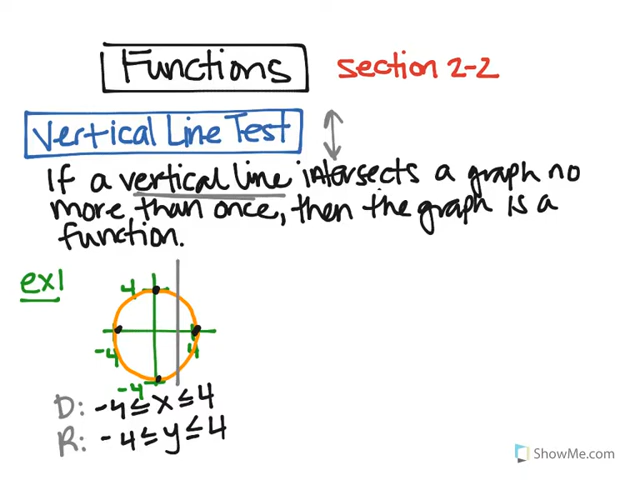 Functions section 2-2
Vertical Line Test
If a vertical line intersects a graph no
more than once, then the graph is a
function.
ex1
4
-4 4
-4
D: -4 ≤ x ≤ 4
R: -4 ≤ y ≤ 4
ShowMe.com